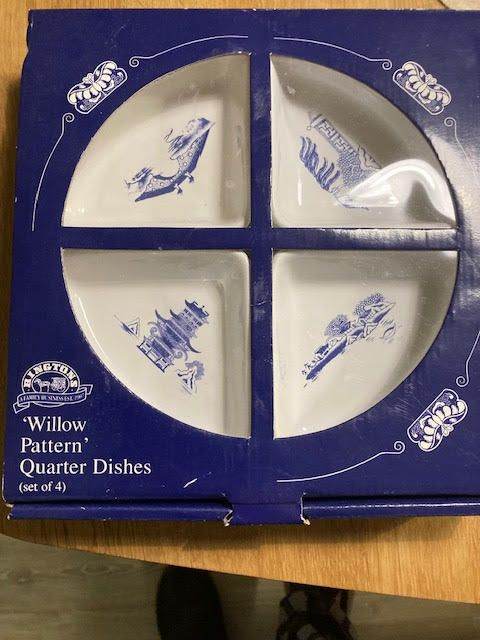 RINGTONS
A FAMILY BUSINESS EST. 1907
'Willow
Pattern'
Quarter Dishes
(set of 4)